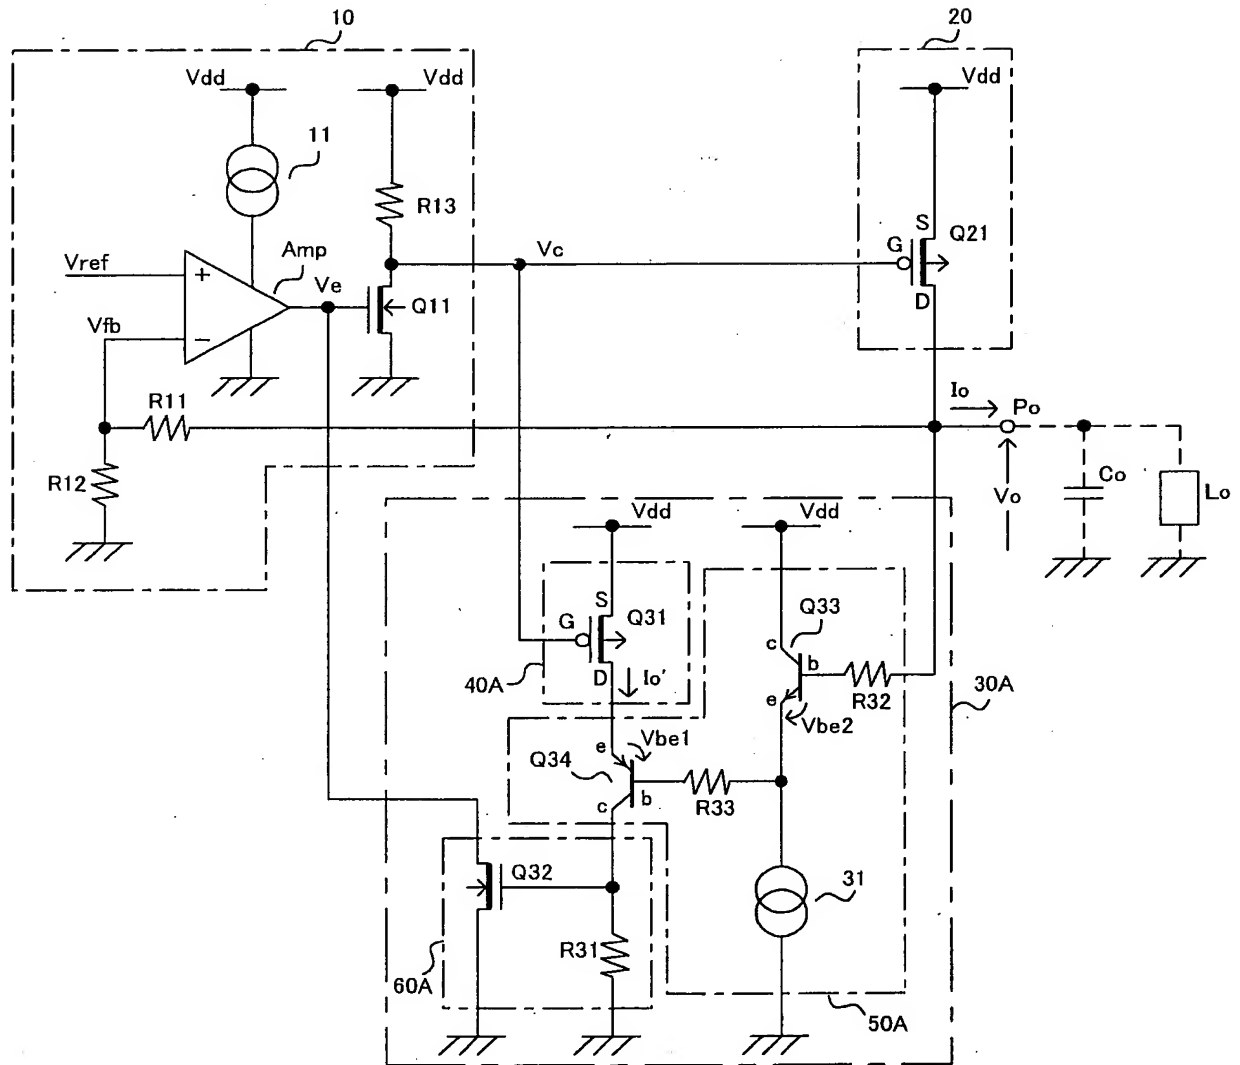 10
20
Vdd
Vdd
Vdd
11
R13
S
Q21
G
Vc
Amp
Vref
+
Ve
D
Q11
Vfb
−
Io
Po
R11
Co
R12
Vo
Lo
Vdd
Vdd
S
Q31
Q33
G
c
b
40A
D
Io'
R32
30A
e
Vbe2
e
Vbe1
Q34
c
b
R33
Q32
31
R31
60A
50A